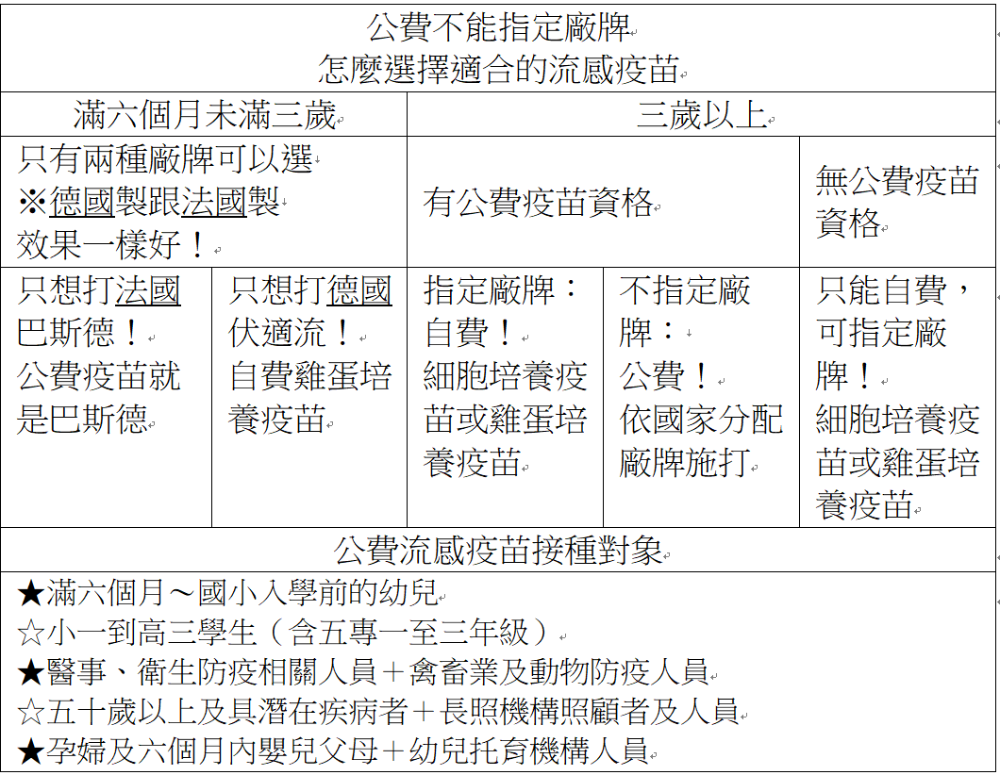 公費不能指定廠牌
怎麼選擇適合的流感疫苗
滿六個月未滿三歲
三歲以上
只有兩種廠牌可以選
※德國製跟法國製
效果一樣好！
有公費疫苗資格
無公費疫苗
資格
只想打法國
巴斯德！
公費疫苗就
是巴斯德
只想打德國
伏適流！
自費雞蛋培
養疫苗
指定廠牌：
自費！
細胞培養疫
苗或雞蛋培
養疫苗
不指定廠
牌：
公費！
依國家分配
廠牌施打
只能自費，
可指定廠
牌！
細胞培養疫
苗或雞蛋培
養疫苗
公費流感疫苗接種對象
★滿六個月～國小入學前的幼兒
☆小一到高三學生（含五專一至三年級）
★醫事、衛生防疫相關人員＋禽畜業及動物防疫人員
☆五十歲以上及具潛在疾病者＋長照機構照顧者及人員
★孕婦及六個月內嬰兒父母＋幼兒托育機構人員